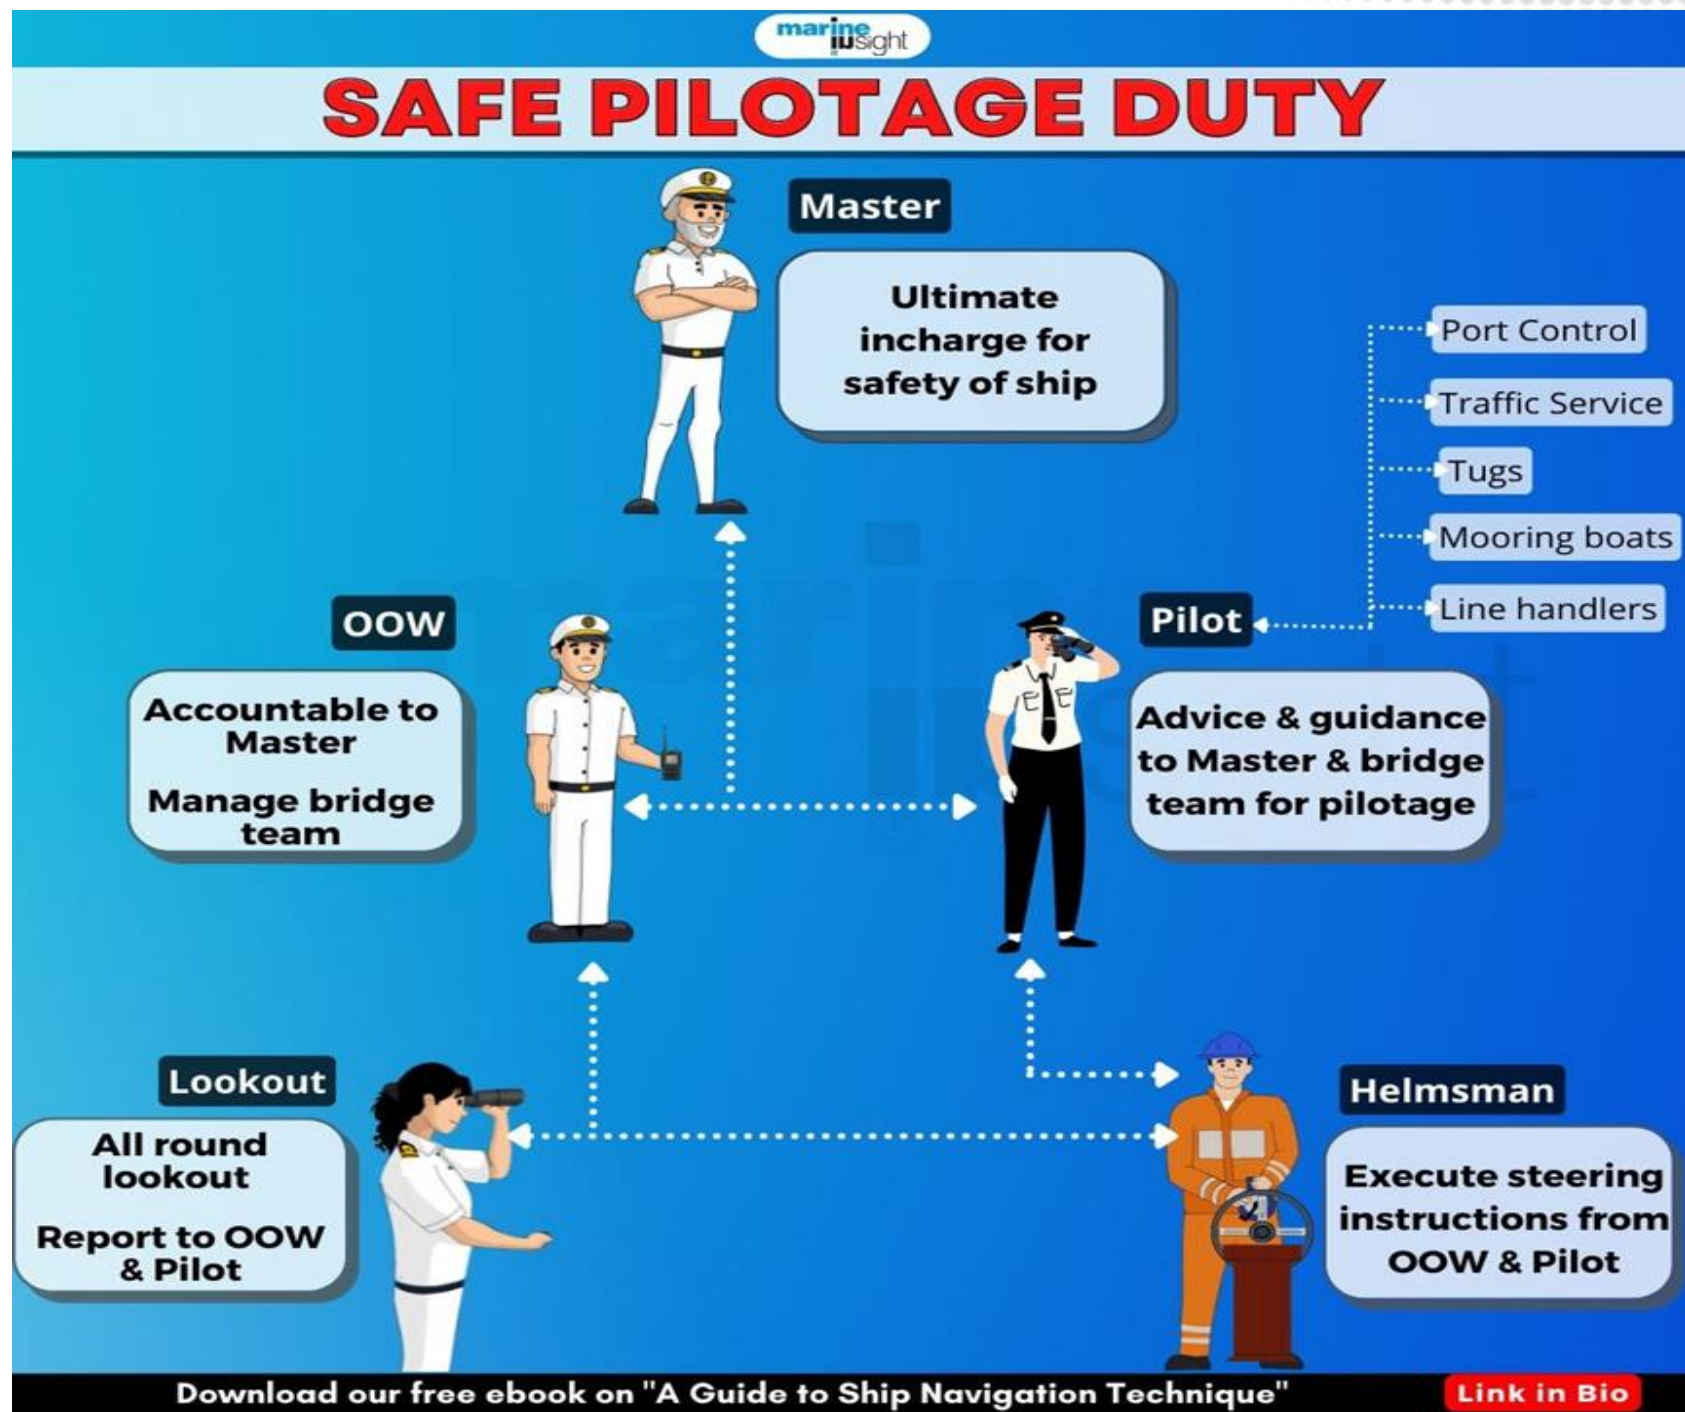 marine insight
SAFE PILOTAGE DUTY
Master
Ultimate
incharge for
safety of ship
Port Control
Traffic Service
Tugs
Mooring boats
Line handlers
OOW
Accountable to
Master
Manage bridge
team
Pilot
Advice & guidance
to Master & bridge
team for pilotage
Lookout
All round
lookout
Report to OOW
& Pilot
Helmsman
Execute steering
instructions from
OOW & Pilot
Download our free ebook on "A Guide to Ship Navigation Technique"
Link in Bio